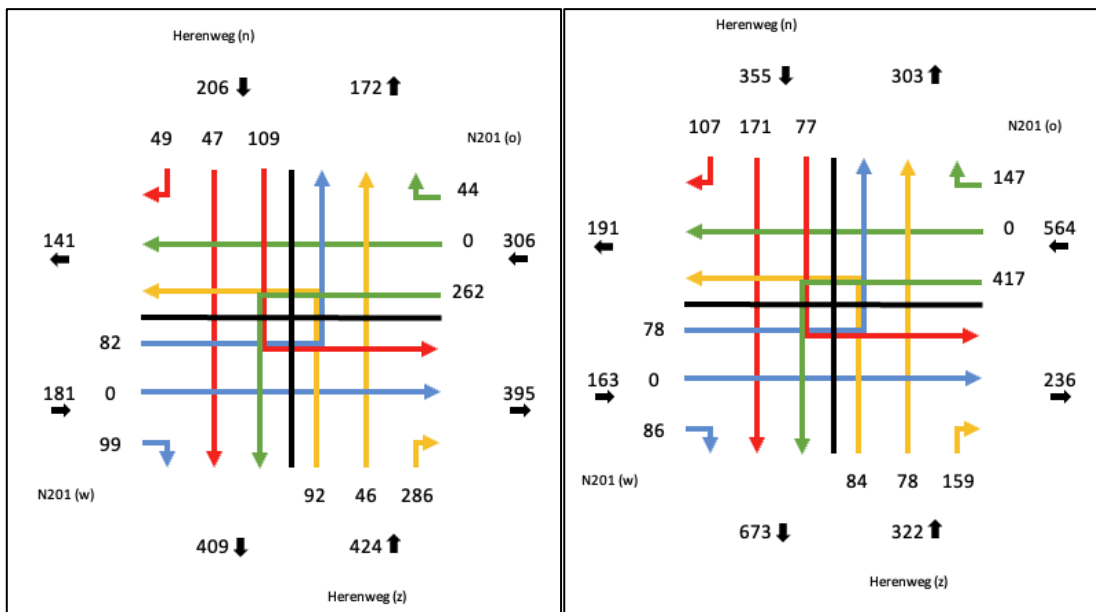 Herenweg (n)
206 172
49 47 109
N201 (o)
44
141 0 306
262
82
181 0 395
99
N201 (w) 92 46 286
409 424
Herenweg (z)
Herenweg (n)
355 303
107 171 77
N201 (o)
147
191 0 564
417
78
163 0 236
86
N201 (w) 84 78 159
673 322
Herenweg (z)